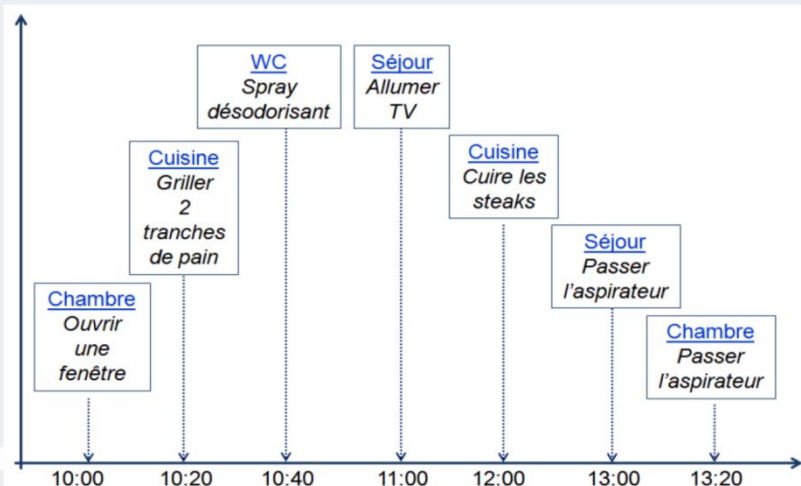 Chambre
Ouvrir
une
fenêtre
Cuisine
Griller
2
tranches
de pain
WC
Spray
désodorisant
Séjour
Allumer
TV
Cuisine
Cuire les
steaks
Séjour
Passer
l'aspirateur
Chambre
Passer
l'aspirateur
10:00 10:20 10:40 11:00 12:00 13:00 13:20